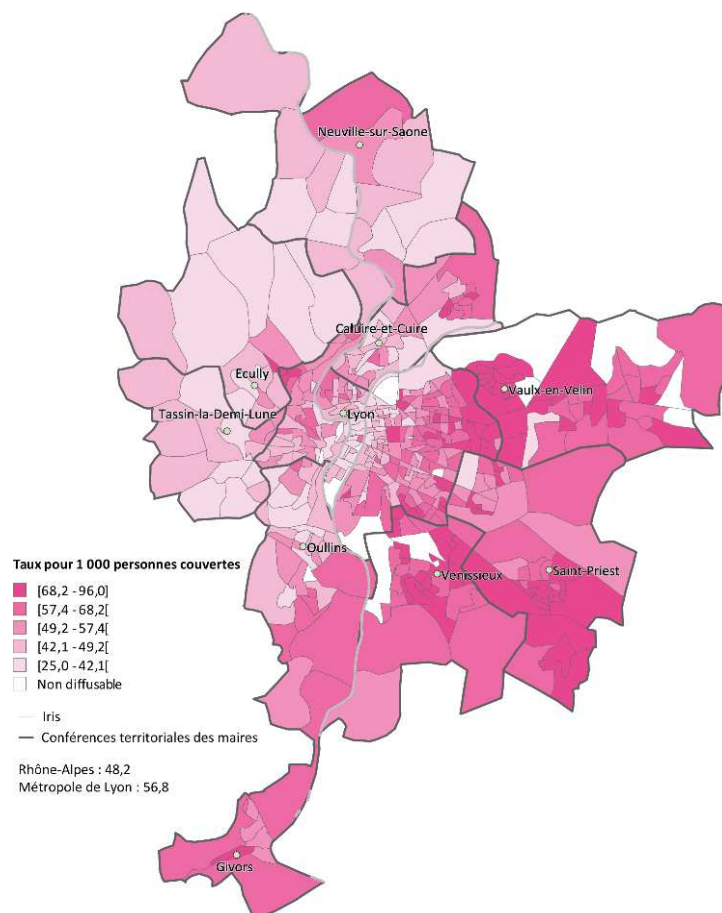 Neuville-sur-Saone
Caluire-et-Cuire
Ecully
Vaulx-en-Velin
Tassin-la-Demi-Lune
Lyon
Oullins
Venissieux
Saint-Priest
Taux pour 1 000 personnes couvertes
[68,2 - 96,0]
[57,4 - 68,2[
[49,2 - 57,4[
[42,1 - 49,2[
[25,0 - 42,1[
Non diffusable
Iris
Conférences territoriales des maires
Rhône-Alpes : 48,2
Métropole de Lyon : 56,8
Givors